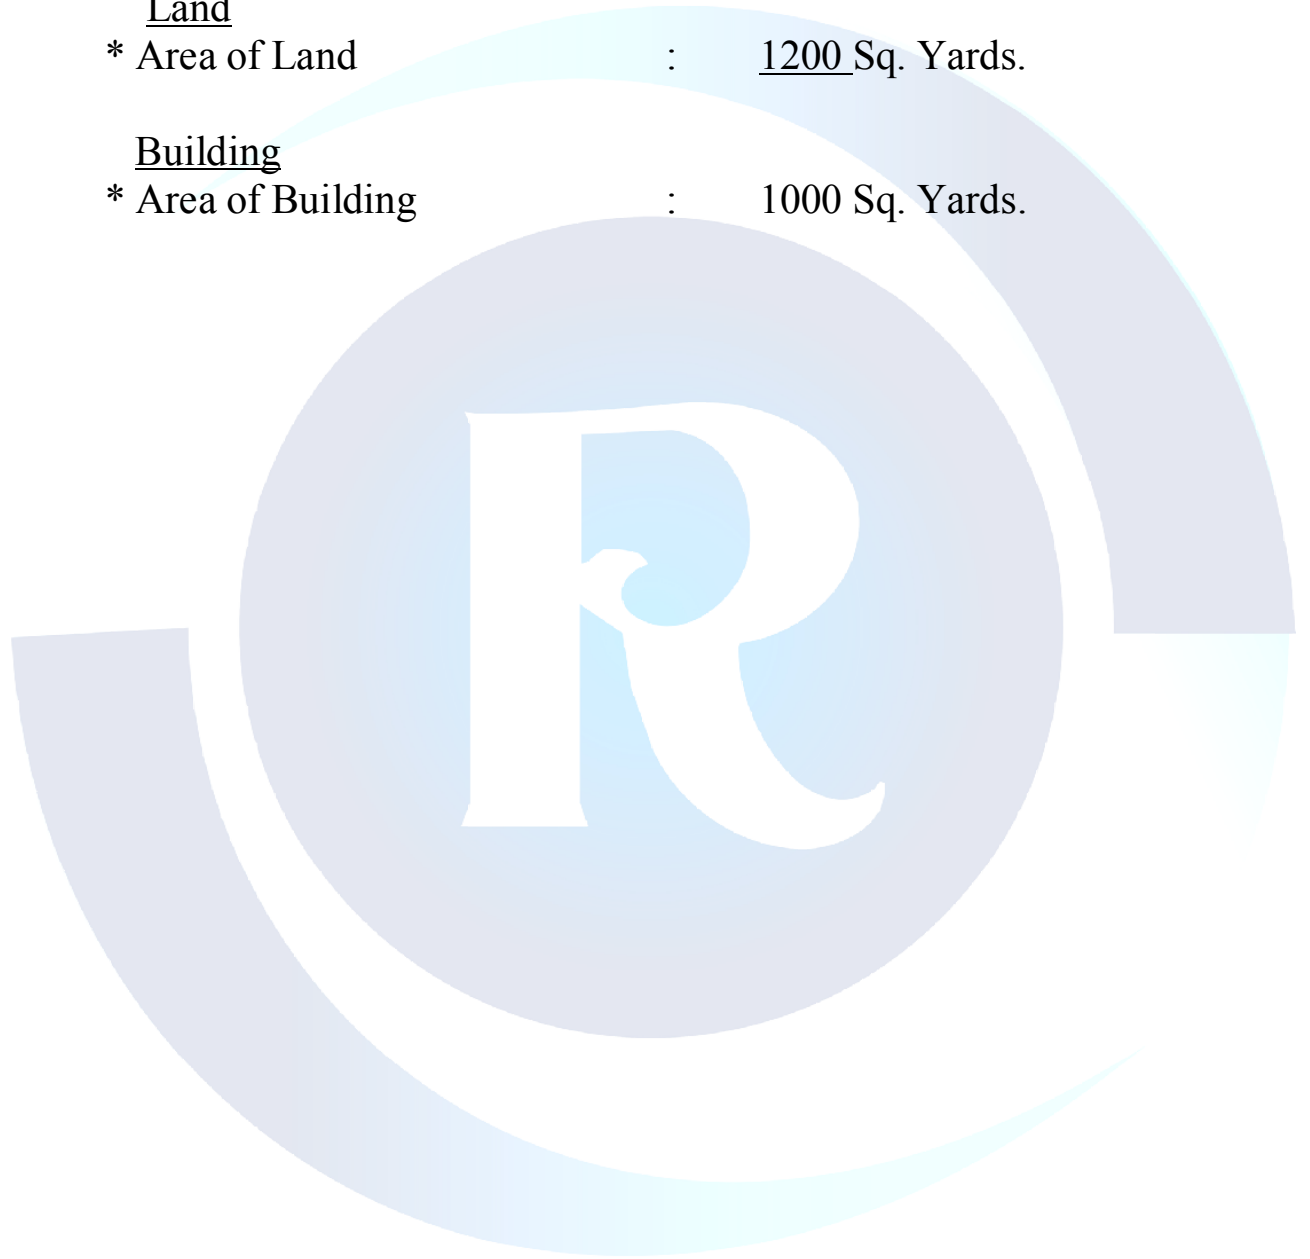 Land
* Area of Land : 1200 Sq. Yards.
Building
* Area of Building : 1000 Sq. Yards.
R